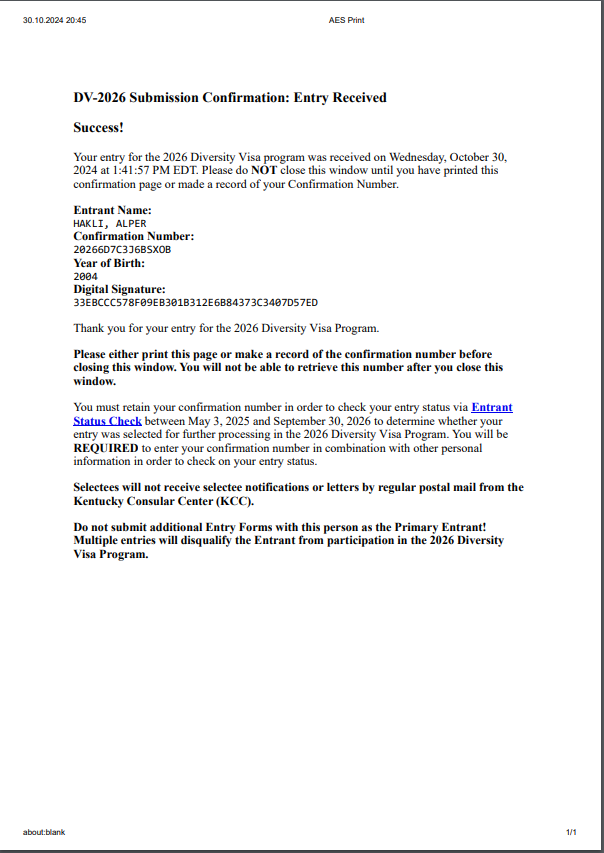 30.10.2024 20:45
AES Print
DV-2026 Submission Confirmation: Entry Received
Success!
Your entry for the 2026 Diversity Visa program was received on Wednesday, October 30,
2024 at 1:41:57 PM EDT. Please do NOT close this window until you have printed this
confirmation page or made a record of your Confirmation Number.
Entrant Name:
HAKLI, ALPER
Confirmation Number:
20266D7C3J6BSXOB
Year of Birth:
2004
Digital Signature:
33EBCCC578F09EB301B312E6B84373C3407D57ED
Thank you for your entry for the 2026 Diversity Visa Program.
Please either print this page or make a record of the confirmation number before
closing this window. You will not be able to retrieve this number after you close this
window.
You must retain your confirmation number in order to check your entry status via Entrant
Status Check between May 3, 2025 and September 30, 2026 to determine whether your
entry was selected for further processing in the 2026 Diversity Visa Program. You will be
REQUIRED to enter your confirmation number in combination with other personal
information in order to check on your entry status.
Selectees will not receive selectee notifications or letters by regular postal mail from the
Kentucky Consular Center (KCC).
Do not submit additional Entry Forms with this person as the Primary Entrant!
Multiple entries will disqualify the Entrant from participation in the 2026 Diversity
Visa Program.
about:blank
1/1